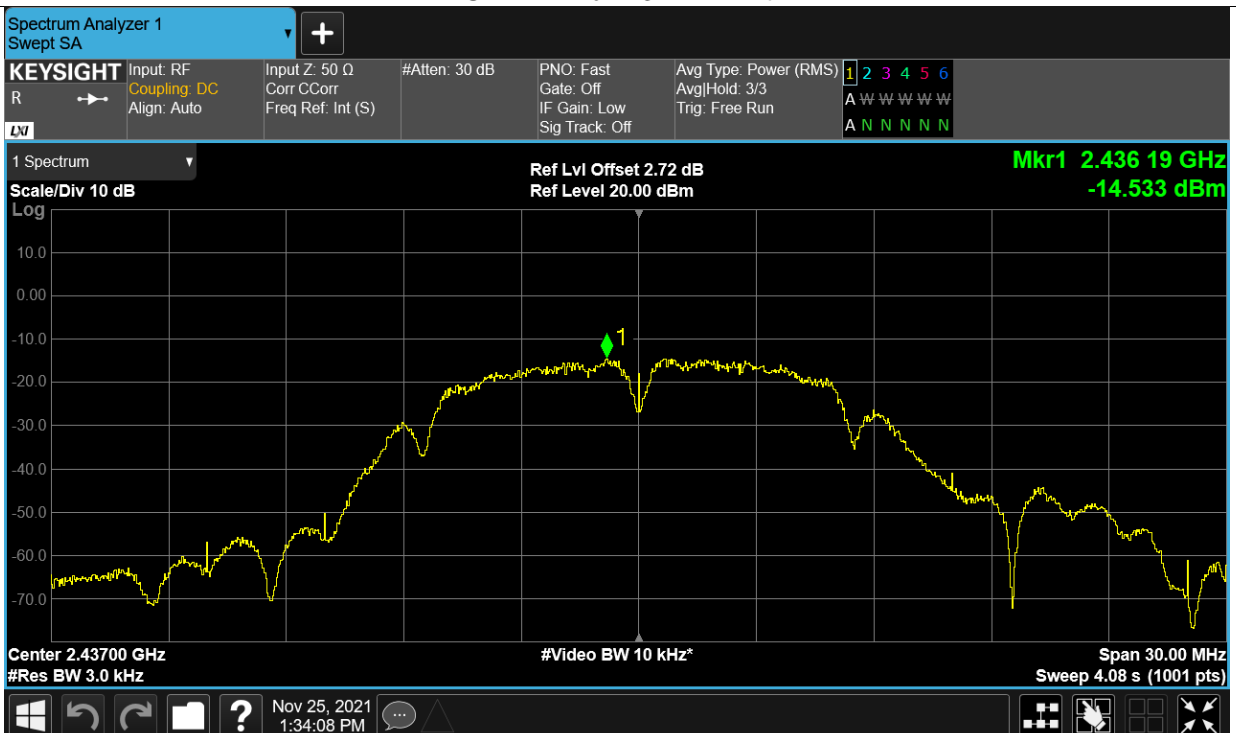 Spectrum Analyzer 1
Swept SA
+
KEYSIGHT
R
LXI
Input: RF
Coupling: DC
Align: Auto
Input Z: 50 Ω
Corr CCorr
Freq Ref: Int (S)
#Atten: 30 dB
PNO: Fast
Gate: Off
IF Gain: Low
Sig Track: Off
Avg Type: Power (RMS)
Avg|Hold: 3/3
Trig: Free Run
1 2 3 4 5 6
A W W W W W
A N N N N N
1 Spectrum
Scale/Div 10 dB
Log
Ref Lvl Offset 2.72 dB
Ref Level 20.00 dBm
Mkr1 2.436 19 GHz
-14.533 dBm
10.0
0.00
-10.0
-20.0
-30.0
-40.0
-50.0
-60.0
-70.0
1
Center 2.43700 GHz
#Res BW 3.0 kHz
#Video BW 10 kHz*
Span 30.00 MHz
Sweep 4.08 s (1001 pts)
?
Nov 25, 2021
1:34:08 PM